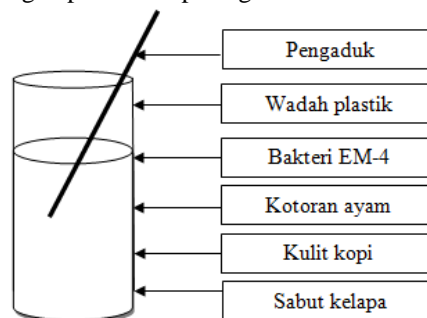 Pengaduk
Wadah plastik
Bakteri EM-4
Kotoran ayam
Kulit kopi
Sabut kelapa